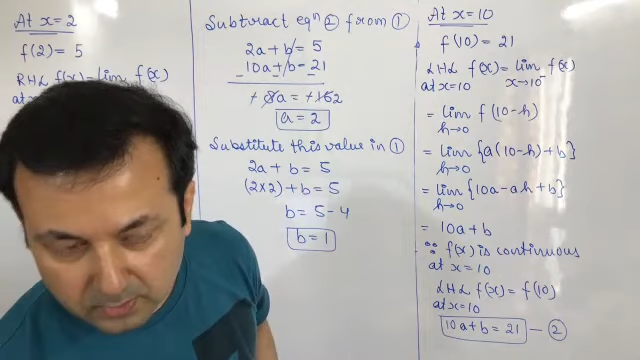 At x = 2
f(2) = 5
RHL f(x) = lim f(x)
at x
Subtract eqn ② from ①
2a + b = 5
10a + b = 21
- - -
+ 8a = + 16 2
a = 2
Substitute this value in ①
2a + b = 5
(2×2) + b = 5
b = 5 - 4
b = 1
At x = 10
f(10) = 21
LHL f(x) = lim f(x)
at x=10 x→10⁻
= lim f(10-h)
h→0
= lim {a(10-h)+b}
h→0
= lim {10a-ah+b}
h→0
= 10a+b
∵ f(x) is continuous
at x = 10
LHL f(x) = f(10)
at x=10
10a+b = 21 — ②